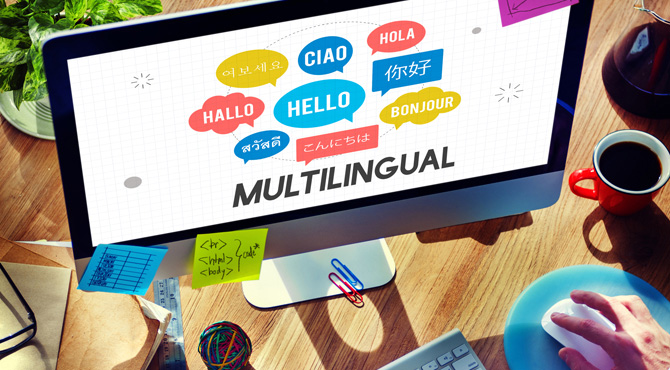 HOLA
CIAO
여보세요
你好
HALLO
HELLO
BONJOUR
สวัสดี
こんにちは
MULTILINGUAL
<br>
<html> } code
<body>